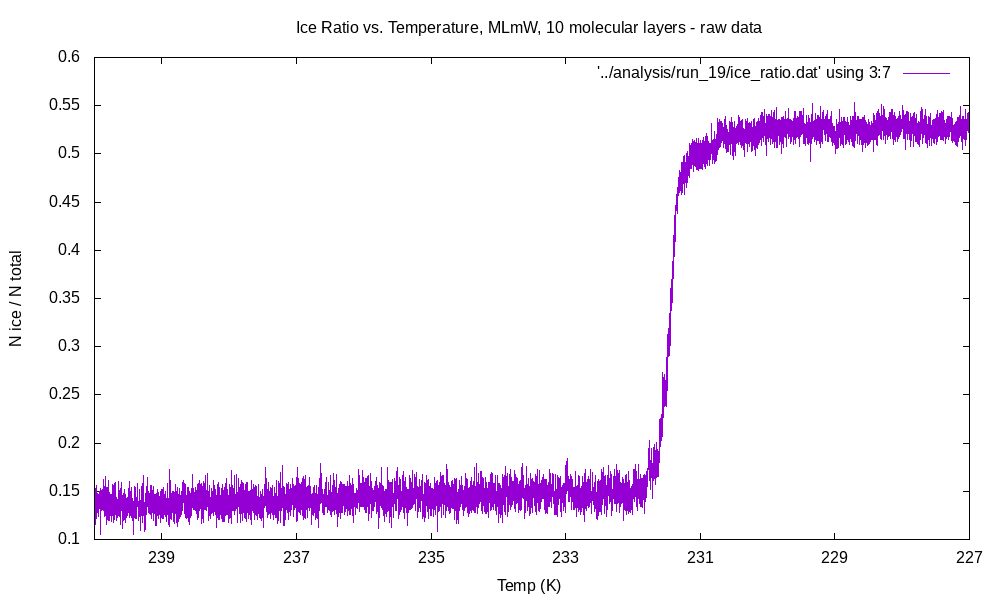 Ice Ratio vs. Temperature, MLmW, 10 molecular layers - raw data
'../analysis/run_19/ice_ratio.dat' using 3:7
0.6
0.55
0.5
0.45
0.4
0.35
0.3
0.25
0.2
0.15
0.1
N ice / N total
239 237 235 233 231 229 227
Temp (K)